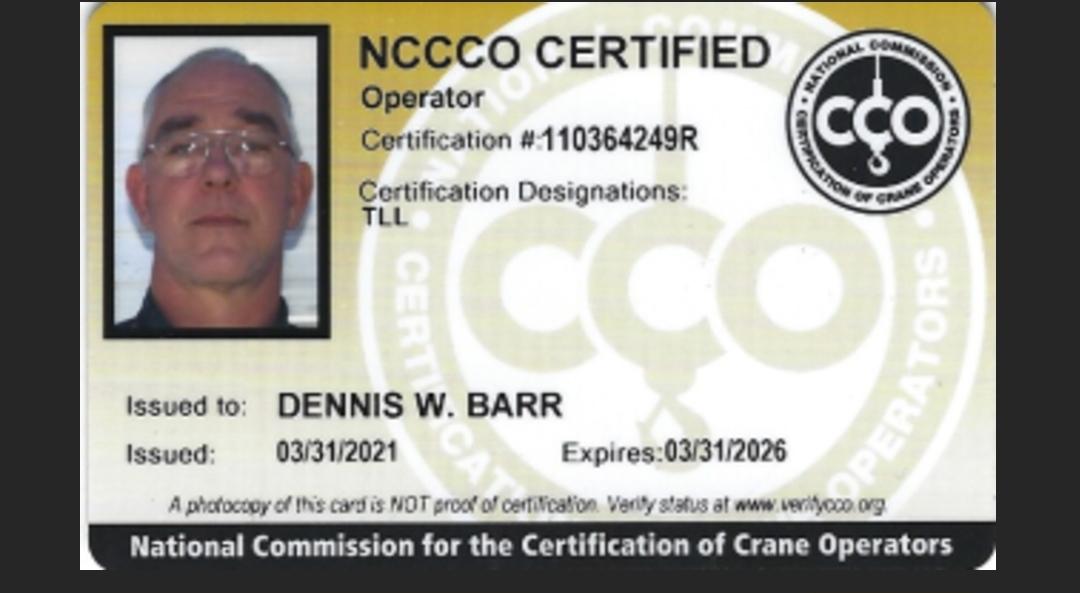 NCCCO CERTIFIED
Operator
Certification #:110364249R
Certification Designations:
TLL
NATIONAL COMMISSION
CCO
CERTIFICATION OF CRANE OPERATORS
Issued to: DENNIS W. BARR
Issued: 03/31/2021 Expires:03/31/2026
A photocopy of this card is NOT proof of certification. Verify status at www.verifycco.org.
National Commission for the Certification of Crane Operators